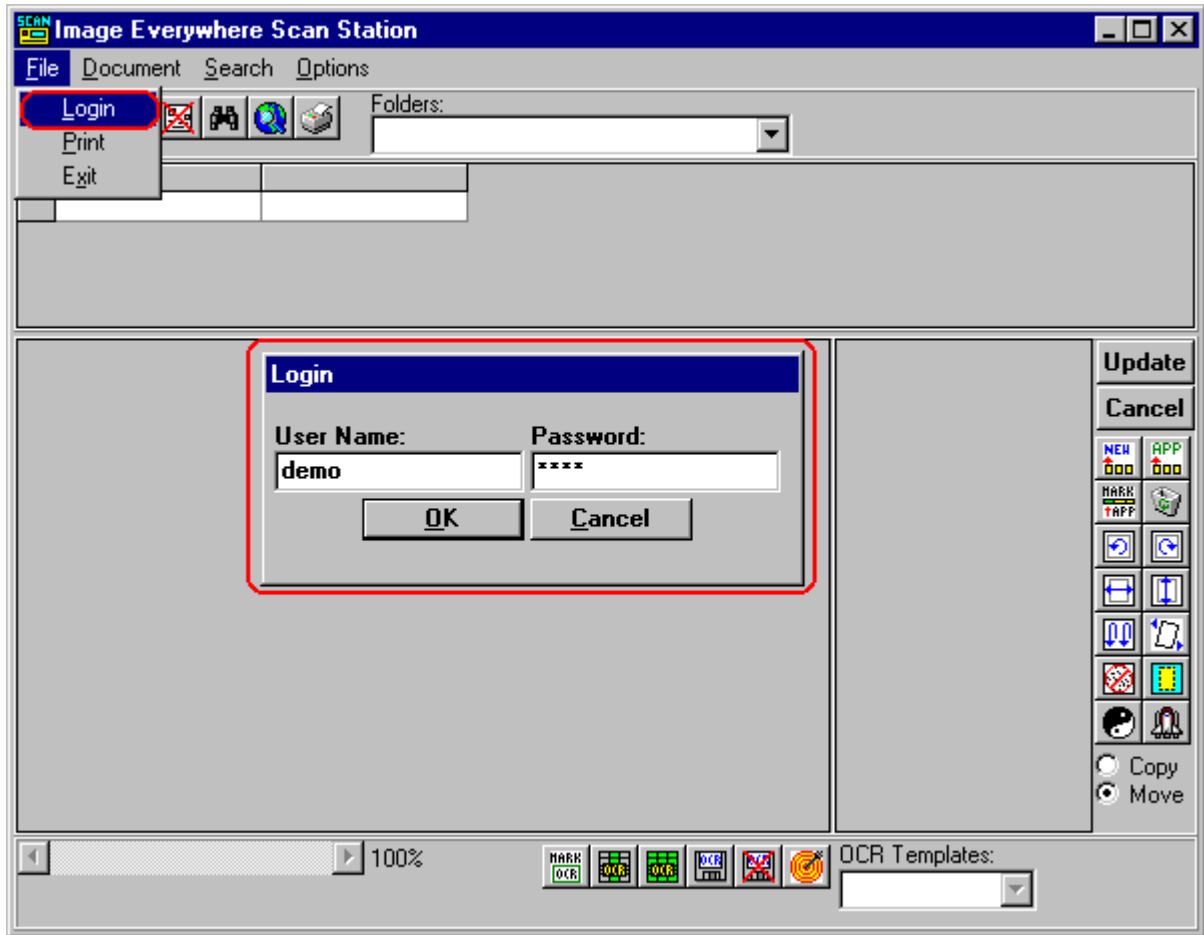 SCAN
Image Everywhere Scan Station
File Document Search Options
Login
Print
Exit
Folders:
Login
User Name: Password:
demo ****
OK Cancel
Update
Cancel
NEW APP
MARK
APP
Copy
Move
100%
MARK
OCR OCR OCR OCR OCR
OCR Templates: